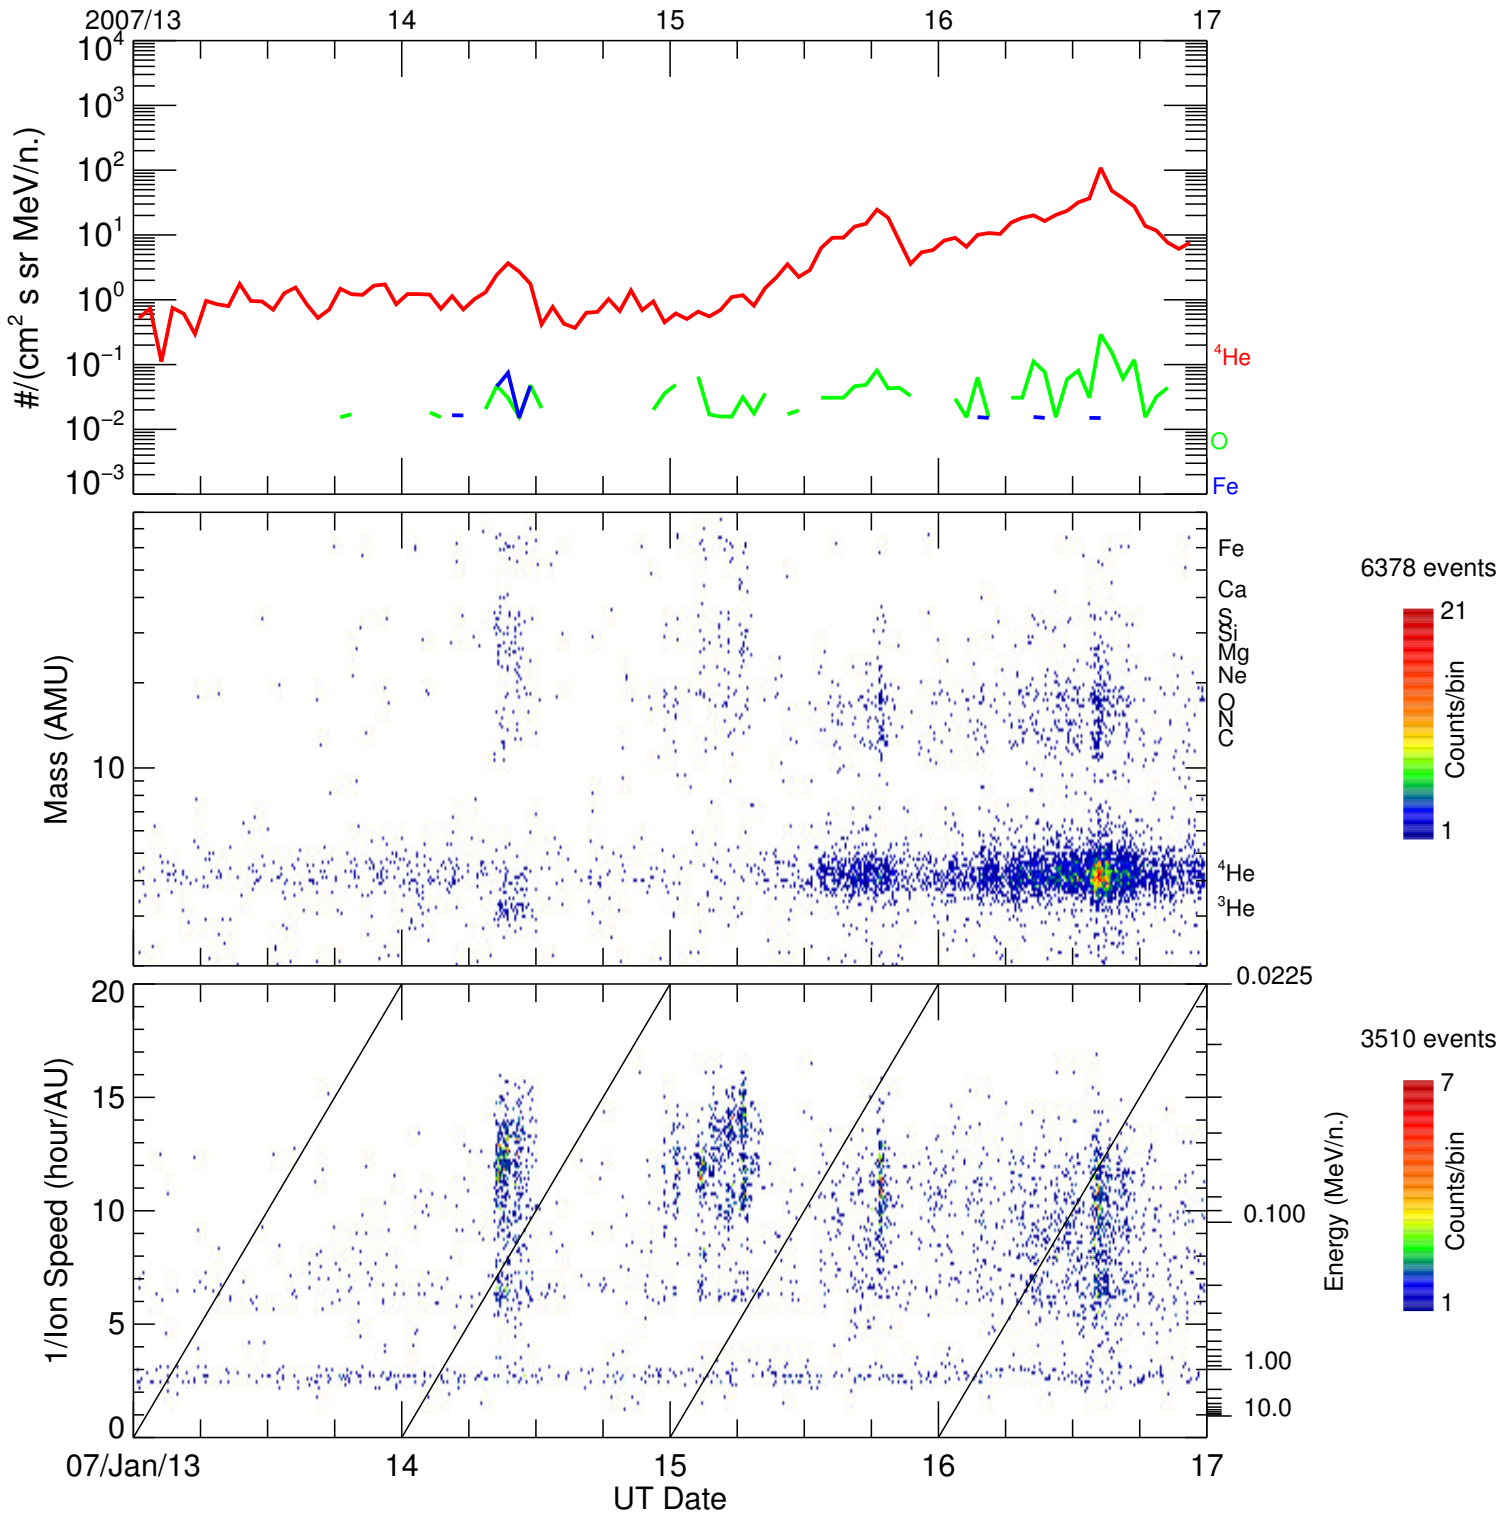 2007/13 14 15 16 17
10^4
10^3
10^2
10^1
10^0
10^−1
10^−2
10^−3
#/(cm^2 s sr MeV/n.)
^4He
O
Fe
Mass (AMU)
10
Fe
Ca
S
Si
Mg
Ne
O
N
C
^4He
^3He
6378 events
21
Counts/bin
1
1/Ion Speed (hour/AU)
20
15
10
5
0
0.0225
0.100
1.00
10.0
Energy (MeV/n.)
3510 events
7
Counts/bin
1
07/Jan/13 14 15 16 17
UT Date